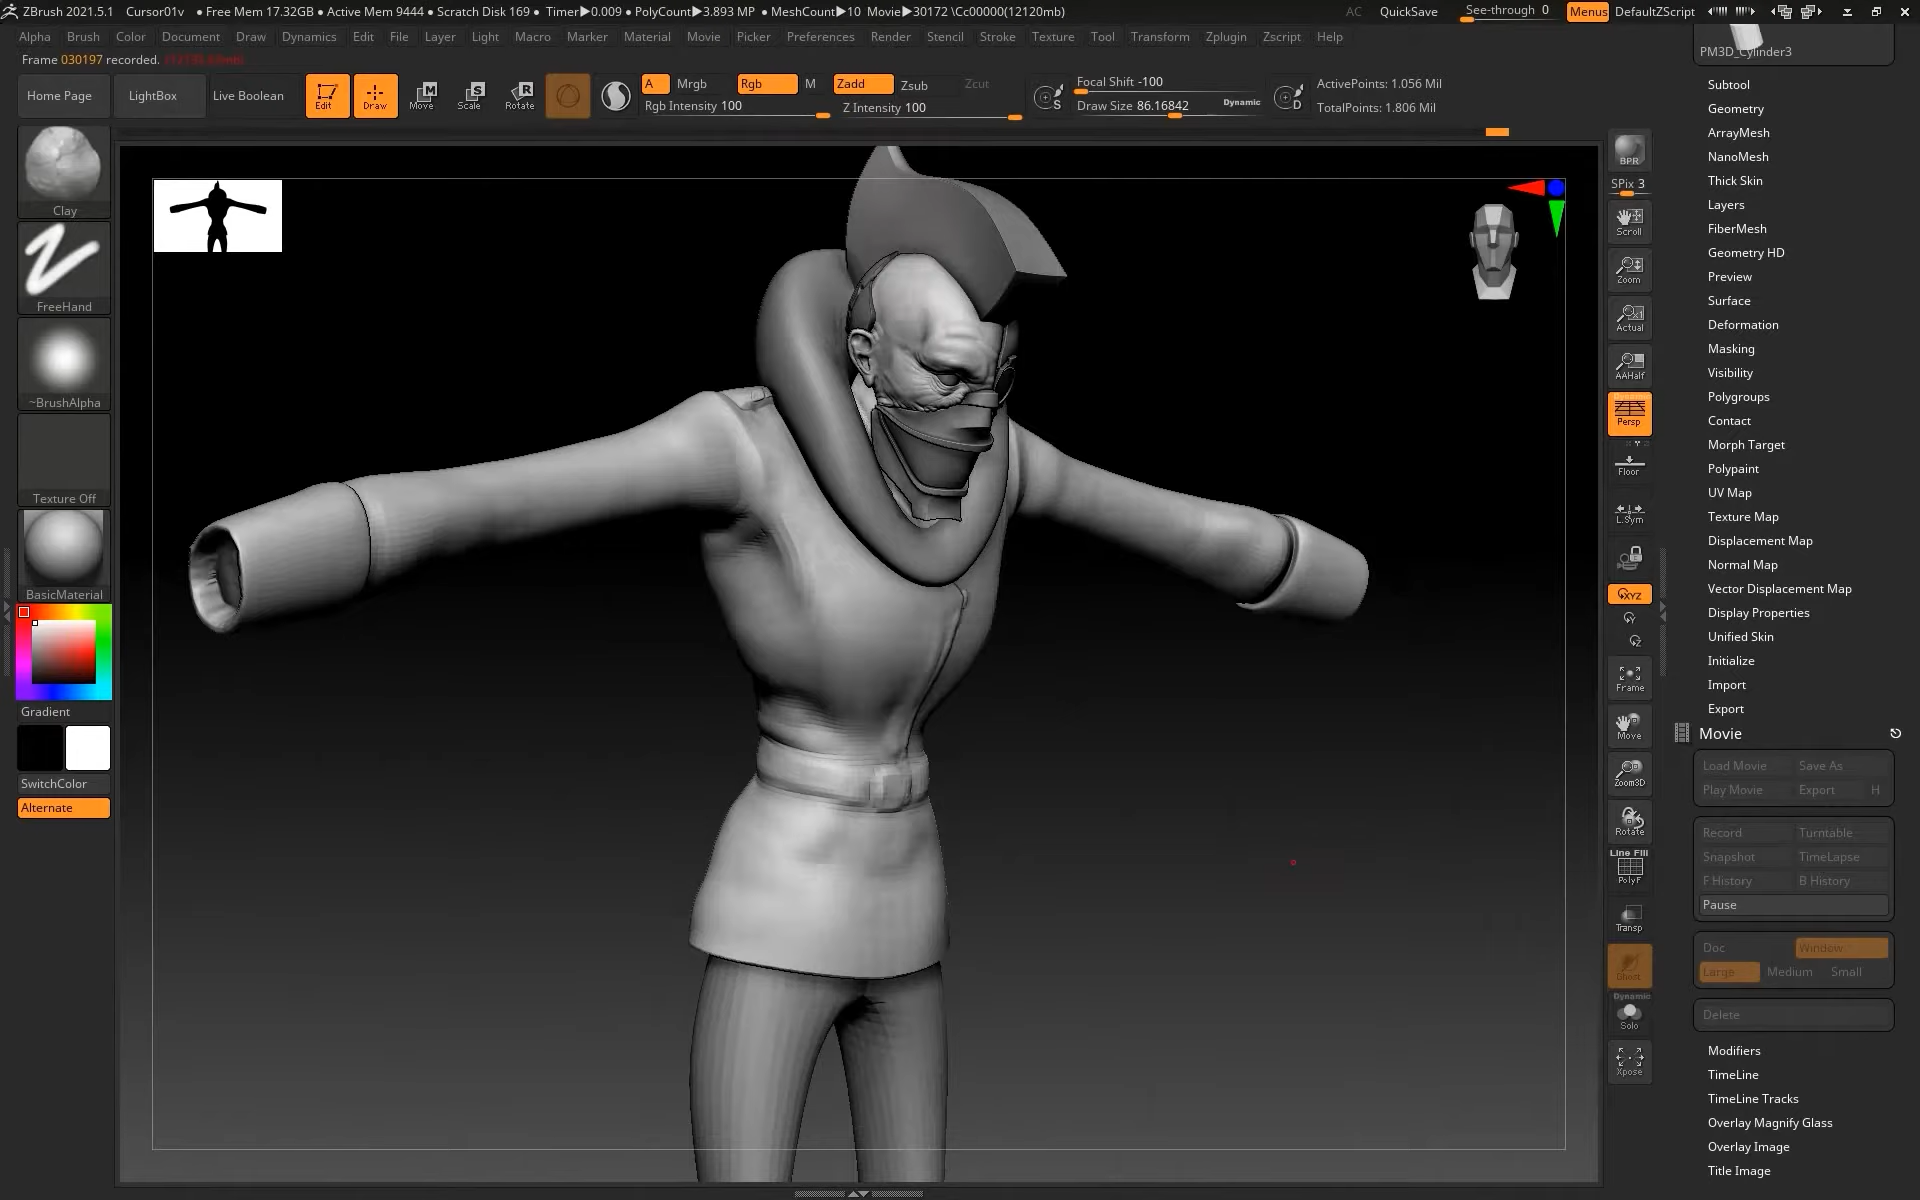 ZBrush 2021.5.1 Cursor01v • Free Mem 17.32GB • Active Mem 9444 • Scratch Disk 169 • Timer▶0.009 • PolyCount▶3.893 MP • MeshCount▶10 Movie▶30172 \Cc00000(12120mb) AC QuickSave See-through 0 Menus DefaultZScript
Alpha Brush Color Document Draw Dynamics Edit File Layer Light Macro Marker Material Movie Picker Preferences Render Stencil Stroke Texture Tool Transform Zplugin Zscript Help
Frame 030197 recorded.
Home Page LightBox Live Boolean Edit Draw Move Scale Rotate
A Mrgb Rgb M Zadd Zsub Zcut
Rgb Intensity 100 Z Intensity 100
Focal Shift -100
Draw Size 86.16842 Dynamic
S
D
ActivePoints: 1.056 Mil
TotalPoints: 1.806 Mil
Clay
FreeHand
~BrushAlpha
Texture Off
BasicMaterial
Gradient
SwitchColor
Alternate
BPR
SPix 3
Scroll
Zoom
Actual
AAHalf
Persp
Floor
L.Sym
XYZ
Y
Z
Frame
Move
Zoom3D
Rotate
Line Fill
PolyF
Transp
Ghost
Dynamic
Solo
Xpose
PM3D_Cylinder3
Subtool
Geometry
ArrayMesh
NanoMesh
Thick Skin
Layers
FiberMesh
Geometry HD
Preview
Surface
Deformation
Masking
Visibility
Polygroups
Contact
Morph Target
Polypaint
UV Map
Texture Map
Displacement Map
Normal Map
Vector Displacement Map
Display Properties
Unified Skin
Initialize
Import
Export
Movie
Load Movie Save As
Play Movie Export H
Record Turntable
Snapshot TimeLapse
F History B History
Pause
Doc Window
Large Medium Small
Delete
Modifiers
TimeLine
TimeLine Tracks
Overlay Magnify Glass
Overlay Image
Title Image